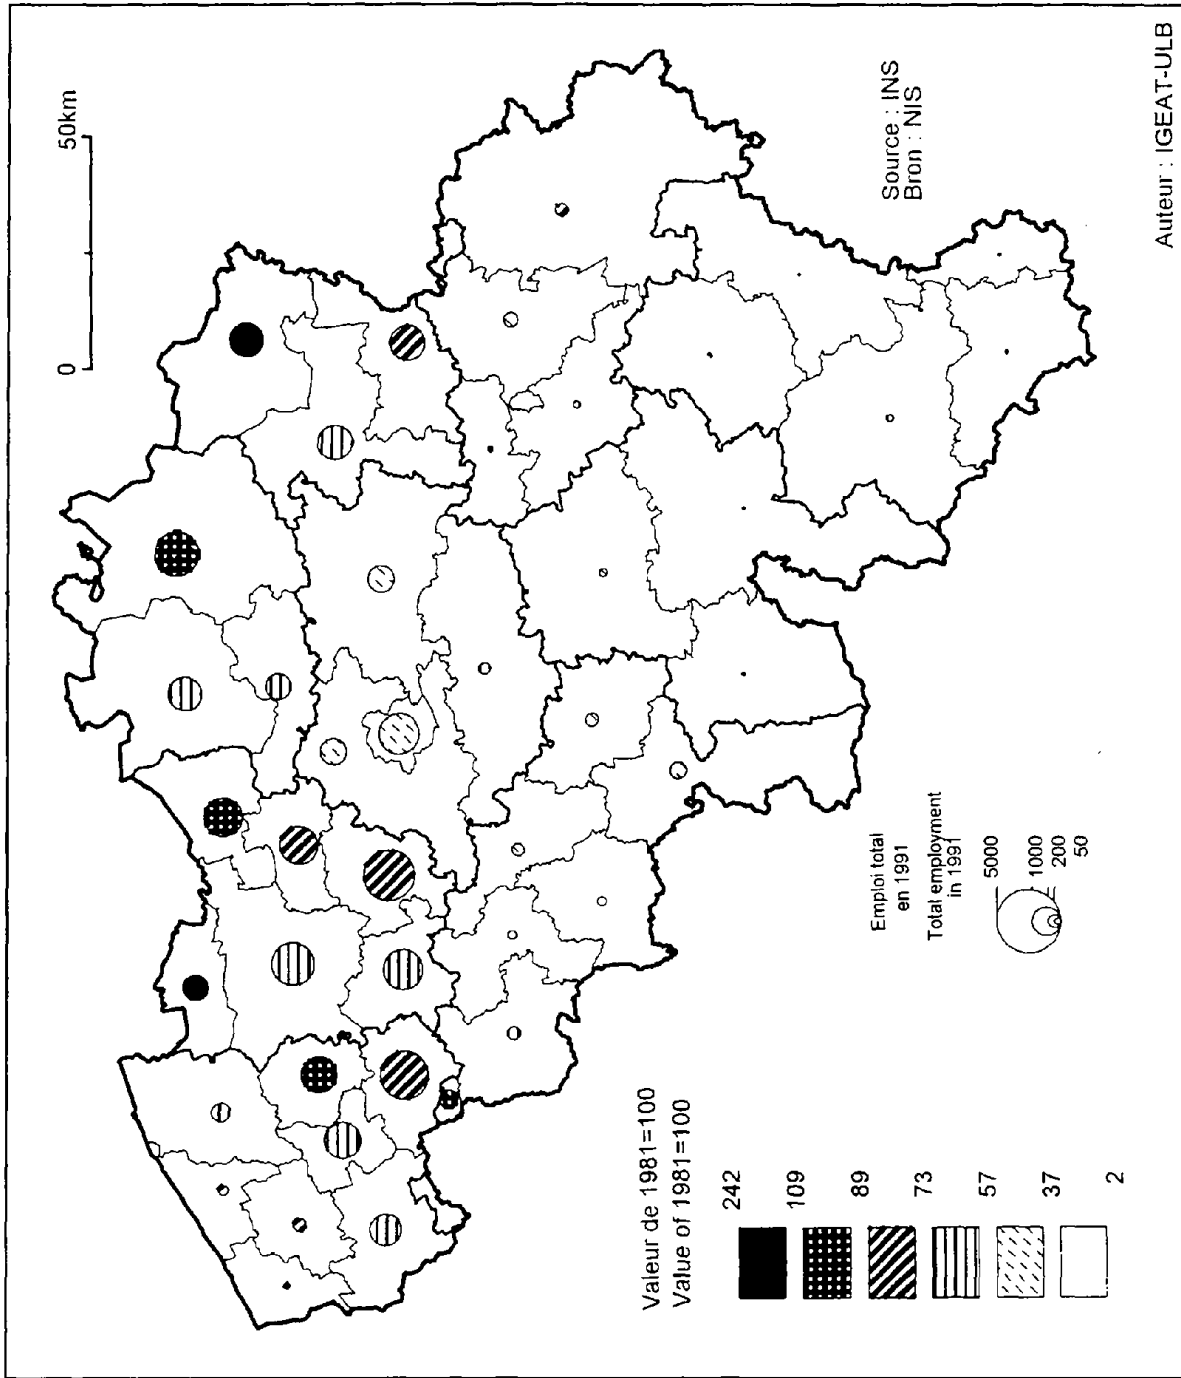 0 50km
Source : INS
Bron : NIS
Auteur : IGEAT-ULB
Emploi total
en 1991
Total employment
in 1991
5000
1000
200
50
Valeur de 1981=100
Value of 1981=100
242
109
89
73
57
37
2